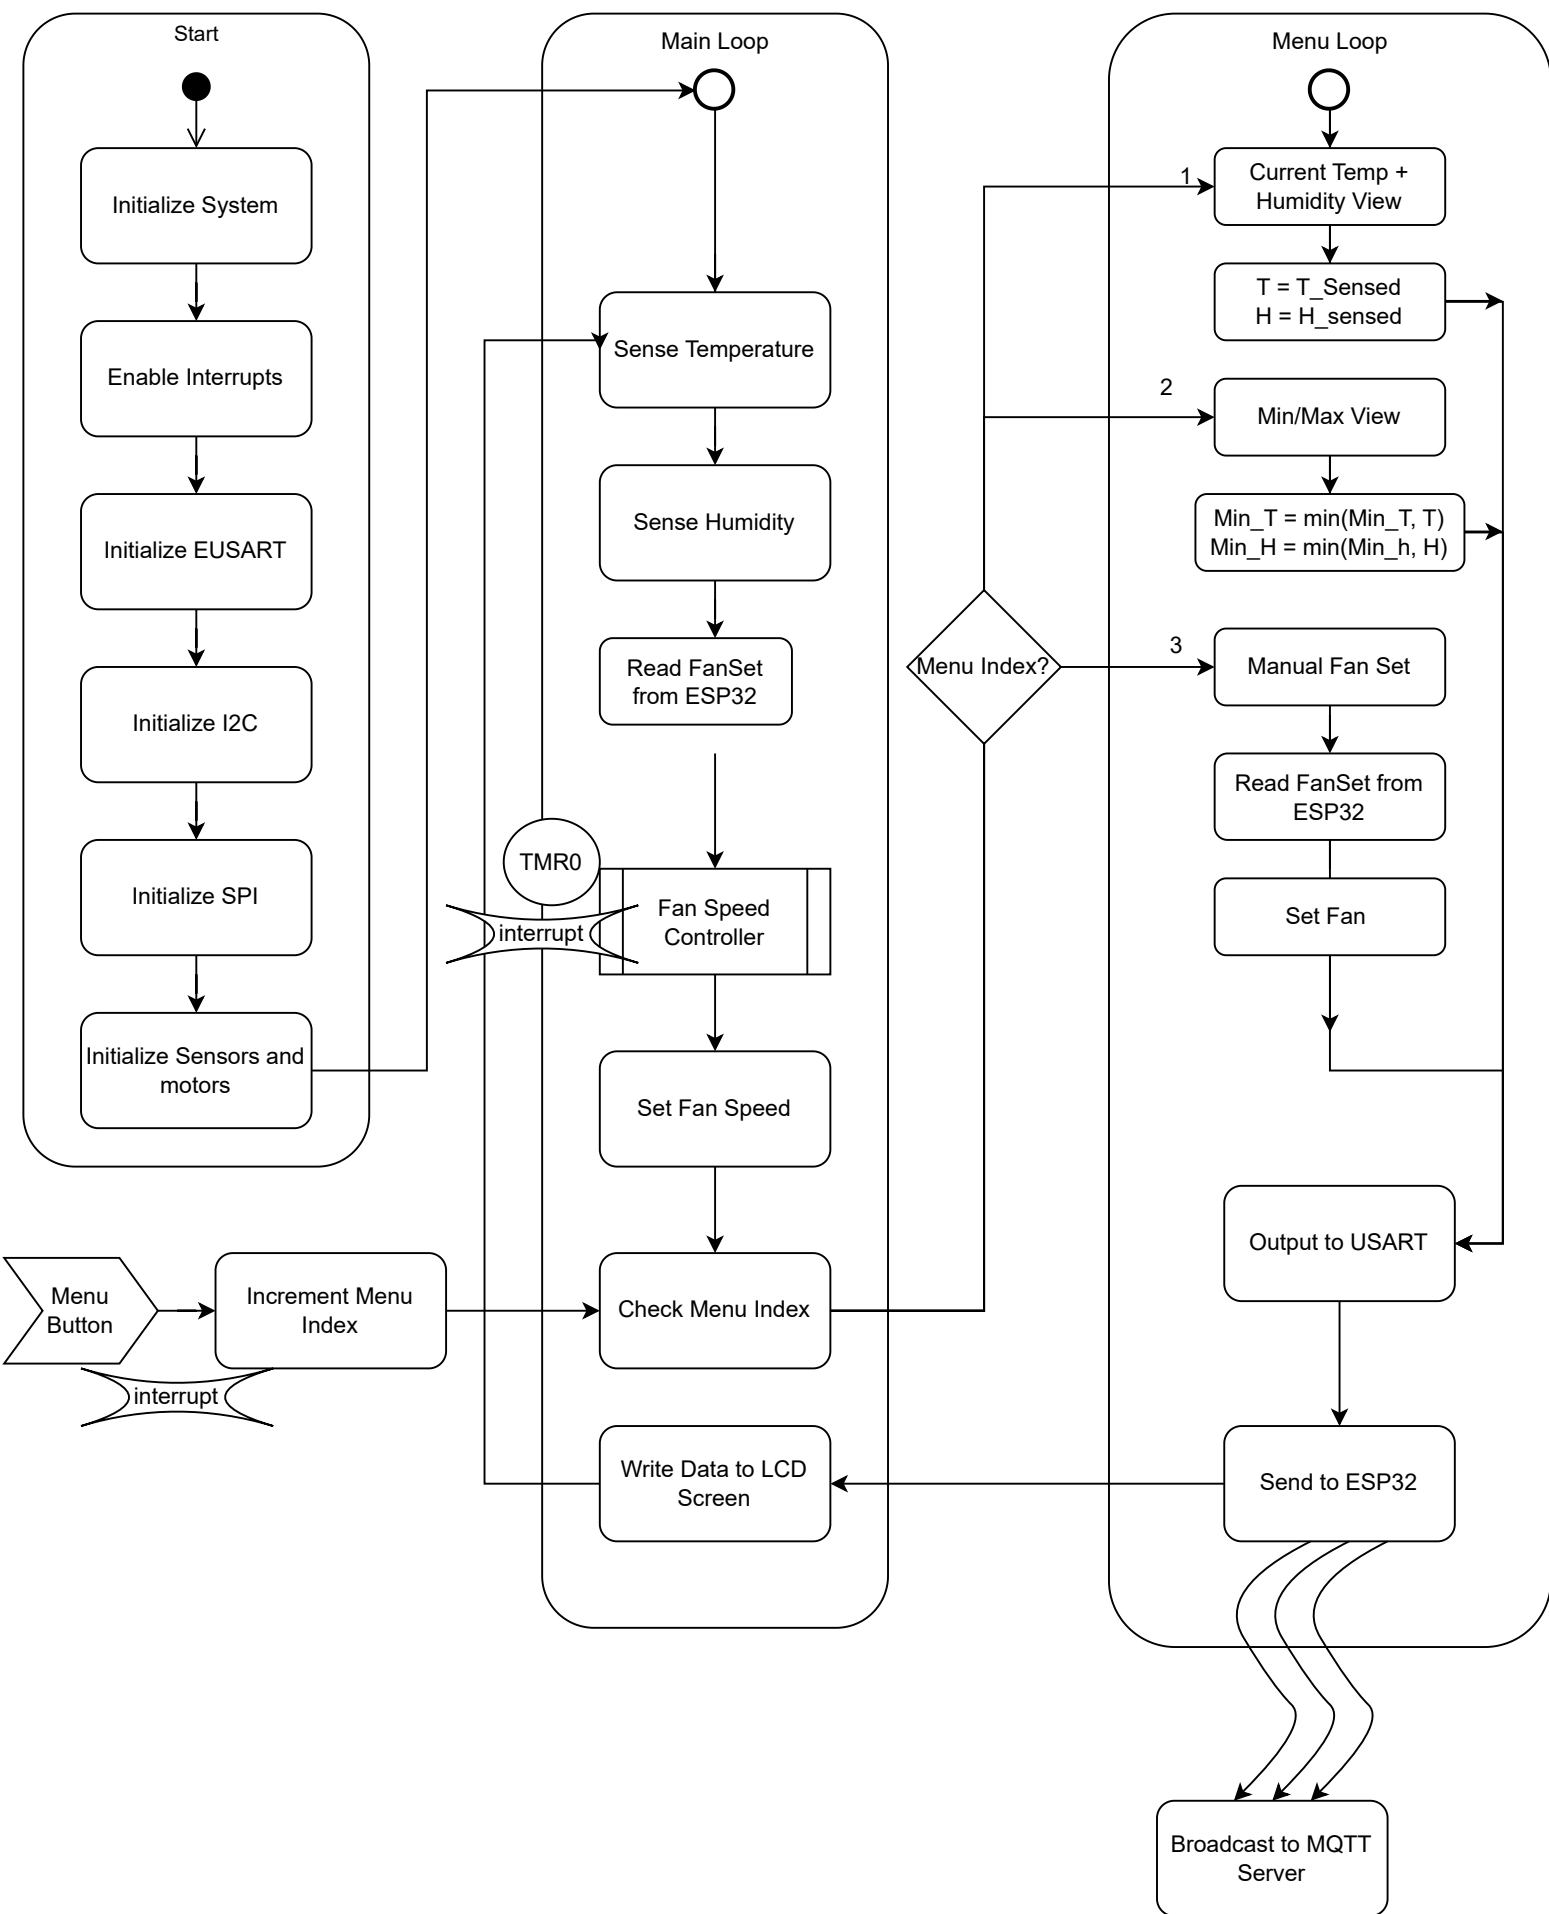 Start
Initialize System
Enable Interrupts
Initialize EUSART
Initialize I2C
Initialize SPI
Initialize Sensors and
motors
Menu
Button
interrupt
Increment Menu
Index
Main Loop
Sense Temperature
Sense Humidity
Read FanSet
from ESP32
TMR0
interrupt
Fan Speed
Controller
Set Fan Speed
Check Menu Index
Write Data to LCD
Screen
Menu Index?
1
2
3
Menu Loop
Current Temp +
Humidity View
T = T_Sensed
H = H_sensed
Min/Max View
Min_T = min(Min_T, T)
Min_H = min(Min_h, H)
Manual Fan Set
Read FanSet from
ESP32
Set Fan
Output to USART
Send to ESP32
Broadcast to MQTT
Server